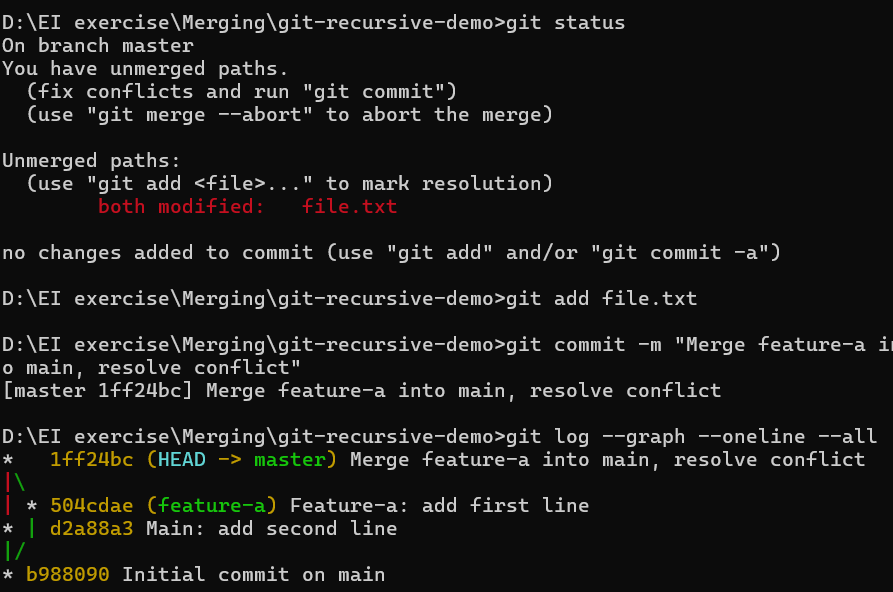 D:\EI exercise\Merging\git-recursive-demo>git status
On branch master
You have unmerged paths.
  (fix conflicts and run "git commit")
  (use "git merge --abort" to abort the merge)

Unmerged paths:
  (use "git add <file>..." to mark resolution)
        both modified:   file.txt

no changes added to commit (use "git add" and/or "git commit -a")

D:\EI exercise\Merging\git-recursive-demo>git add file.txt

D:\EI exercise\Merging\git-recursive-demo>git commit -m "Merge feature-a in
o main, resolve conflict"
[master 1ff24bc] Merge feature-a into main, resolve conflict

D:\EI exercise\Merging\git-recursive-demo>git log --graph --oneline --all
*   1ff24bc (HEAD -> master) Merge feature-a into main, resolve conflict
|\
| * 504cdae (feature-a) Feature-a: add first line
* | d2a88a3 Main: add second line
|/
* b988090 Initial commit on main